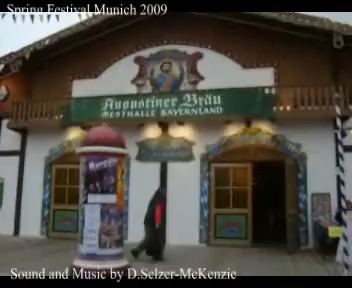 Spring Festival Munich 2009
Augustiner Bräu
FESTHALLE BAYERNLAND
Sound and Music by D.Selzer-McKenzie